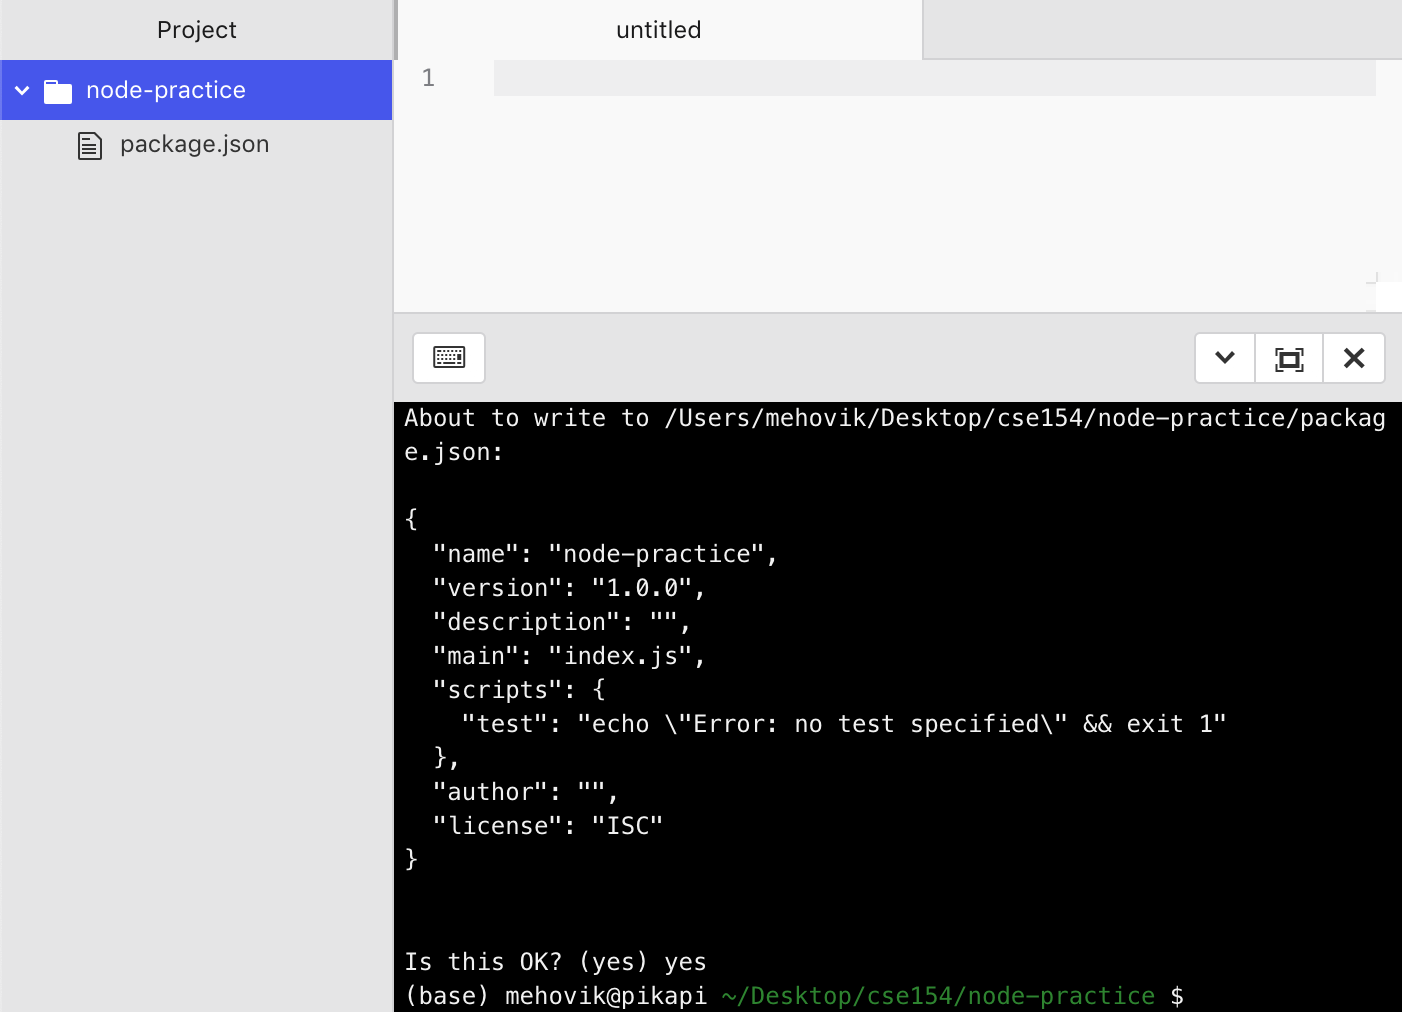 Project
node-practice
package.json
untitled
1
About to write to /Users/mehovik/Desktop/cse154/node-practice/packag
e.json:
{
  "name": "node-practice",
  "version": "1.0.0",
  "description": "",
  "main": "index.js",
  "scripts": {
    "test": "echo \"Error: no test specified\" && exit 1"
  },
  "author": "",
  "license": "ISC"
}
Is this OK? (yes) yes
(base) mehovik@pikapi ~/Desktop/cse154/node-practice $